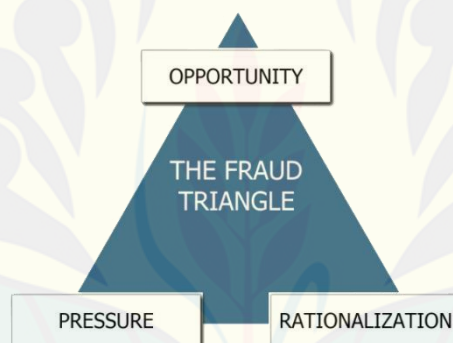 OPPORTUNITY
THE FRAUD
TRIANGLE
PRESSURE
RATIONALIZATION